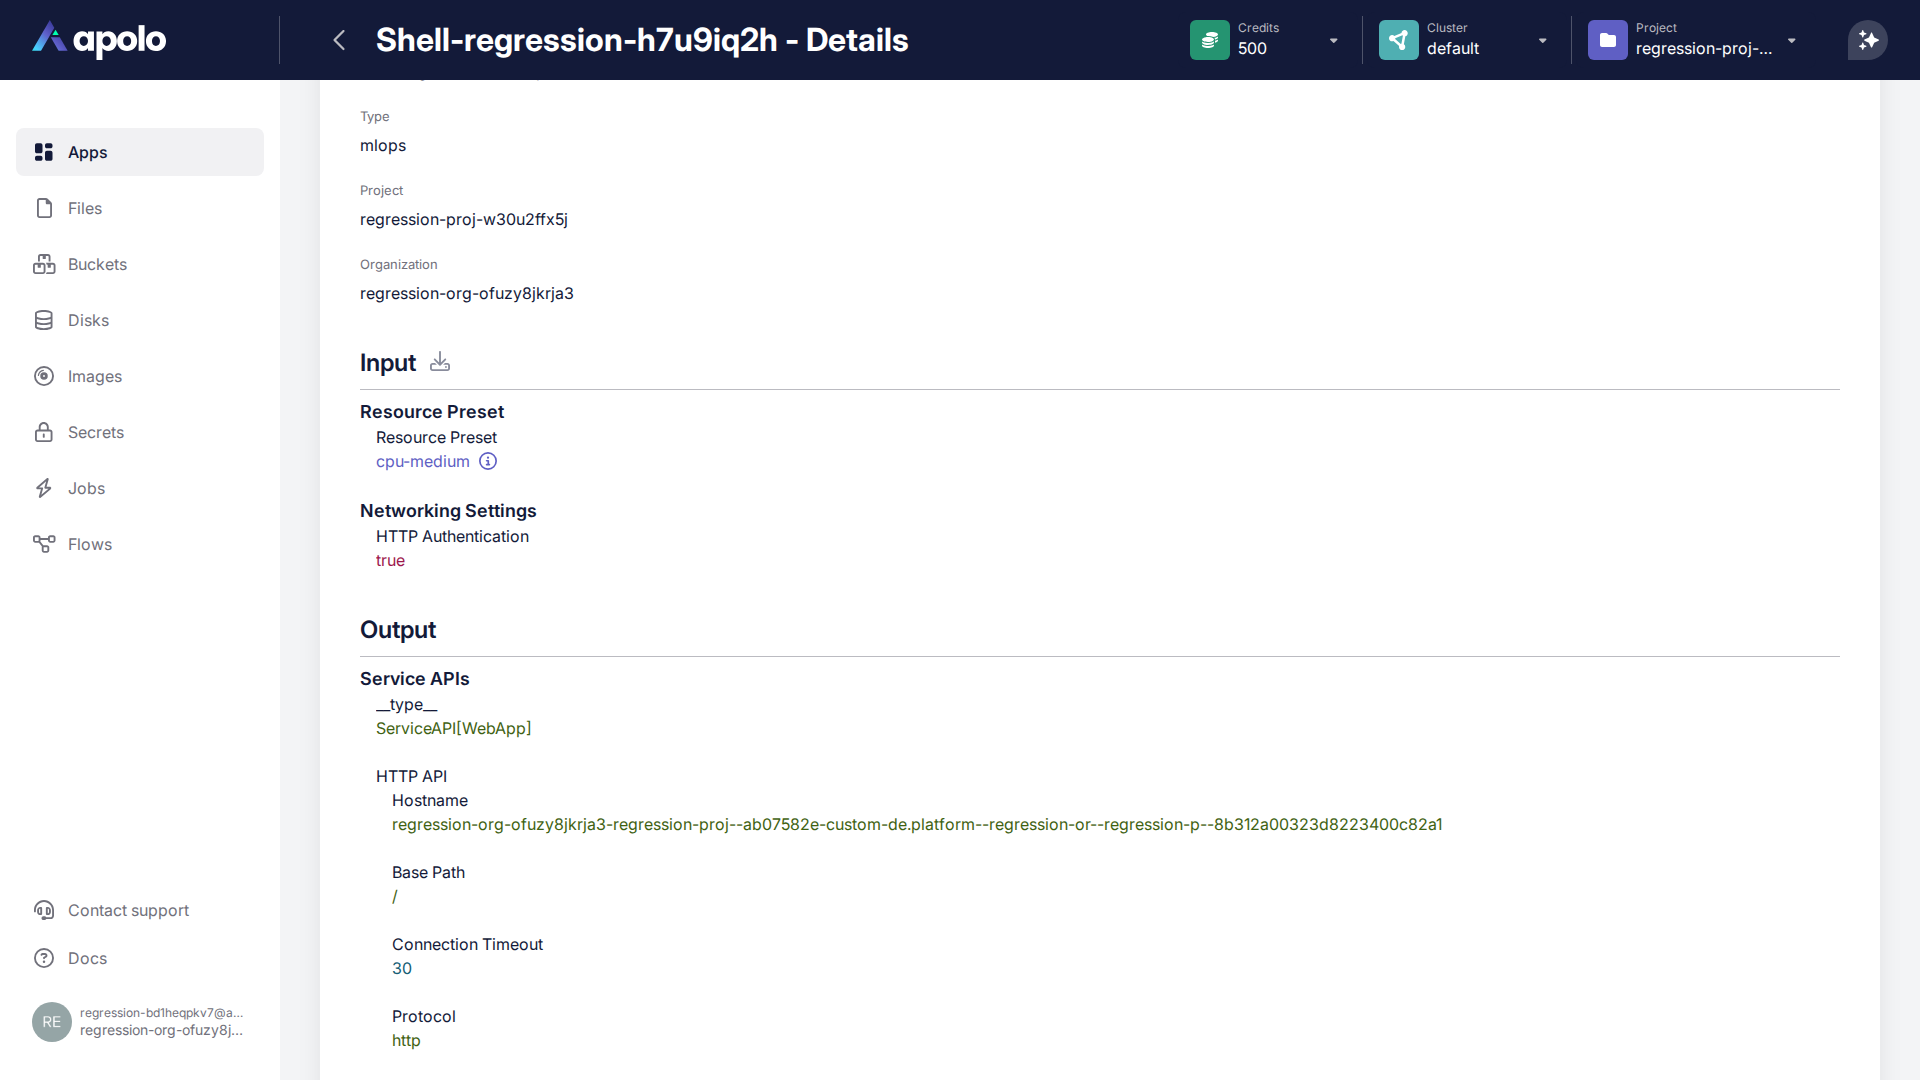 apolo
Shell-regression-h7u9iq2h - Details
Credits
500
Cluster
default
Project
regression-proj-...
Apps
Files
Buckets
Disks
Images
Secrets
Jobs
Flows
Contact support
Docs
RE
regression-bd1heqpkv7@a...
regression-org-ofuzy8j...
Type
mlops
Project
regression-proj-w30u2ffx5j
Organization
regression-org-ofuzy8jkrja3
Input
Resource Preset
Resource Preset
cpu-medium
Networking Settings
HTTP Authentication
true
Output
Service APIs
__type__
ServiceAPI[WebApp]
HTTP API
Hostname
regression-org-ofuzy8jkrja3-regression-proj--ab07582e-custom-de.platform--regression-or--regression-p--8b312a00323d8223400c82a1
Base Path
/
Connection Timeout
30
Protocol
http